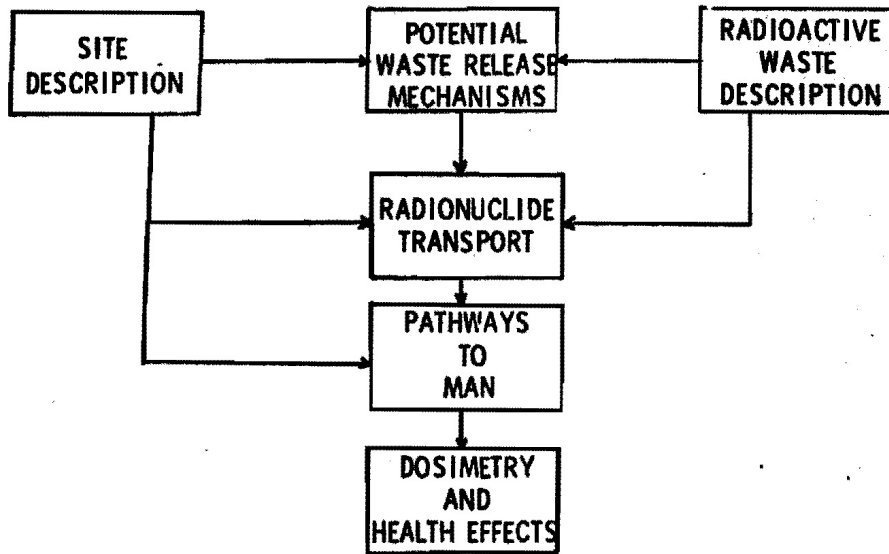 SITE
DESCRIPTION
POTENTIAL
WASTE RELEASE
MECHANISMS
RADIOACTIVE
WASTE
DESCRIPTION
RADIONUCLIDE
TRANSPORT
PATHWAYS
TO
MAN
DOSIMETRY
AND
HEALTH EFFECTS